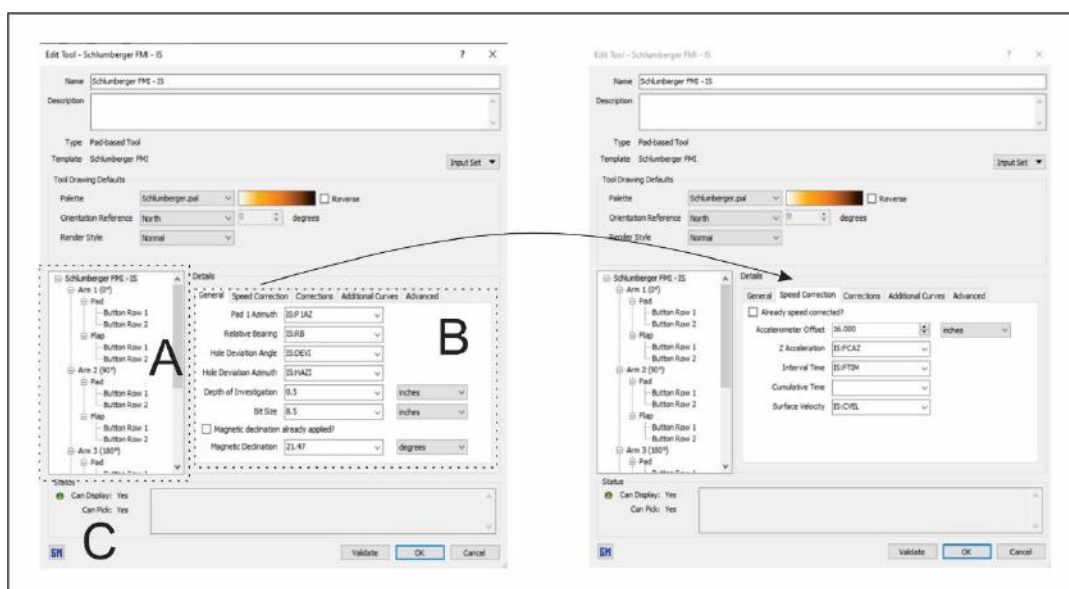 Edit Tool - Schlumberger FMI - IS ? X
Name Schlumberger FMI - IS
Description
Type Pad-based Tool
Template Schlumberger FMI
Input Set
Tool Drawing Defaults
Palette Schlumberger.pal Reverse
Orientation Reference North 0 degrees
Render Style Normal
Schlumberger FMI - IS
Arm 1 (0°)
Pad
Button Row 1
Button Row 2
Flap
Button Row 1
Button Row 2
Arm 2 (90°)
Pad
Button Row 1
Button Row 2
Flap
Button Row 1
Button Row 2
Arm 3 (180°)
Pad
A
Details
General Speed Correction Corrections Additional Curves Advanced
Pad 1 Azimuth IS:P1AZ
Relative Bearing IS:RB
Hole Deviation Angle IS:DEVI
Hole Deviation Azimuth IS:HAZI
Depth of Investigation 0.5 inches
Bit Size 8.5 inches
Magnetic declination already applied?
Magnetic Declination 21.47 degrees
B
Status
Can Display: Yes
Can Pick: Yes
C
GM Validate OK Cancel
Edit Tool - Schlumberger FMI - IS ? X
Name Schlumberger FMI - IS
Description
Type Pad-based Tool
Template Schlumberger FMI
Input Set
Tool Drawing Defaults
Palette Schlumberger.pal Reverse
Orientation Reference North 0 degrees
Render Style Normal
Schlumberger FMI - IS
Arm 1 (0°)
Pad
Button Row 1
Button Row 2
Flap
Button Row 1
Button Row 2
Arm 2 (90°)
Pad
Button Row 1
Button Row 2
Flap
Button Row 1
Button Row 2
Arm 3 (180°)
Pad
Details
General Speed Correction Corrections Additional Curves Advanced
Already speed corrected?
Accelerometer Offset 16.000 inches
Z Acceleration IS:FCAZ
Interval Time IS:FTIM
Cumulative Time
Surface Velocity IS:CVEL
Status
Can Display: Yes
Can Pick: Yes
GM Validate OK Cancel